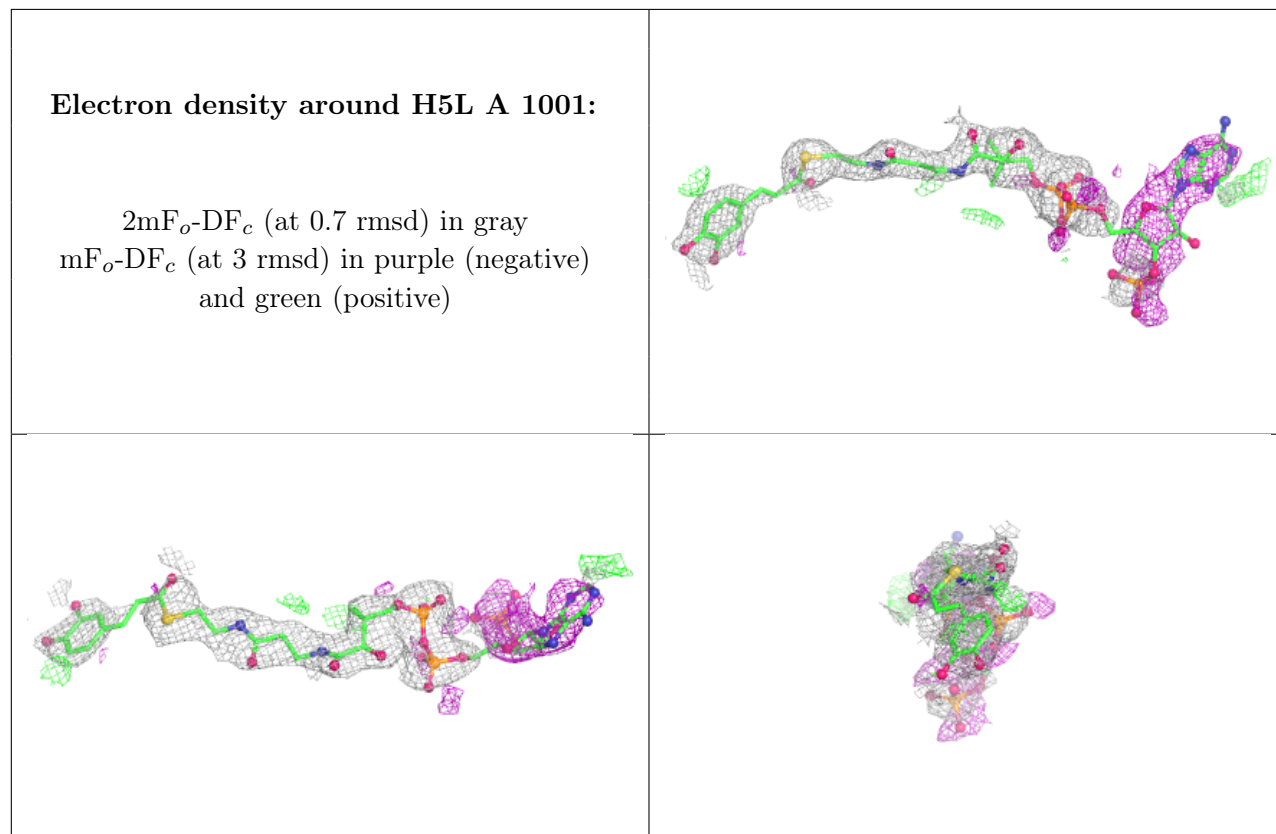 Electron density around H5L A 1001:
2mFₒ-DF𝒸 (at 0.7 rmsd) in gray
mFₒ-DF𝒸 (at 3 rmsd) in purple (negative)
and green (positive)